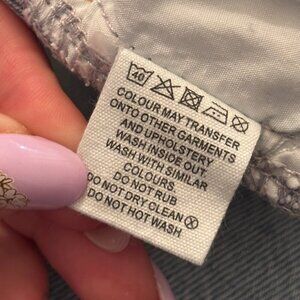 40
COLOUR MAY TRANSFER
ONTO OTHER GARMENTS
AND UPHOLSTERY
WASH INSIDE OUT.
WASH WITH SIMILAR
COLOURS.
DO NOT RUB
DO NOT DRY CLEAN
DO NOT HOT WASH